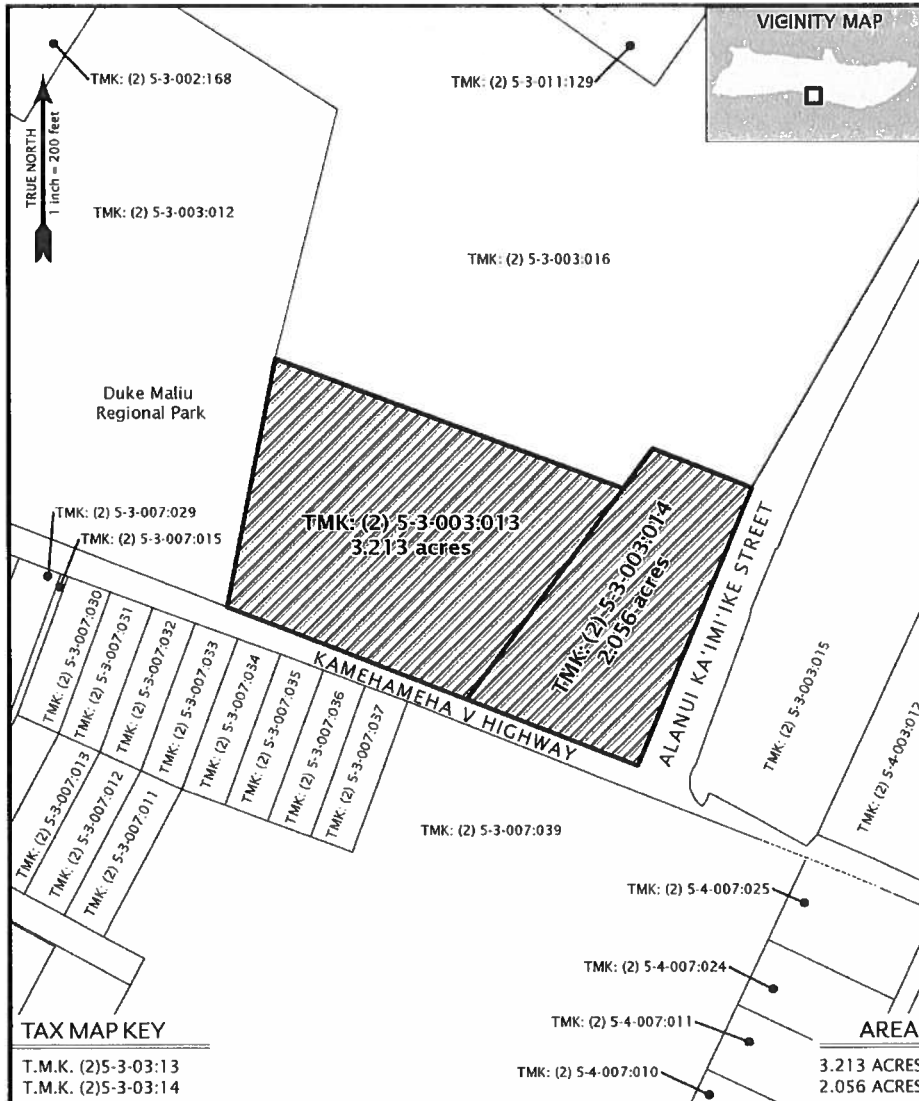 VICINITY MAP
TMK: (2) 5-3-002:168
TMK: (2) 5-3-011:129
TRUE NORTH
1 inch = 200 feet
TMK: (2) 5-3-003:012
TMK: (2) 5-3-003:016
Duke Maliu
Regional Park
TMK: (2) 5-3-007:029
TMK: (2) 5-3-007:015
TMK: (2) 5-3-003:013
3.213 acres
TMK: (2) 5-3-003:014
2.056 acres
ALANUI KA'IMI'IKE STREET
KAMEHAMEHA V HIGHWAY
TMK: (2) 5-3-007:030
TMK: (2) 5-3-007:031
TMK: (2) 5-3-007:032
TMK: (2) 5-3-007:033
TMK: (2) 5-3-007:034
TMK: (2) 5-3-007:035
TMK: (2) 5-3-007:036
TMK: (2) 5-3-007:037
TMK: (2) 5-3-003:015
TMK: (2) 5-4-003:012
TMK: (2) 5-3-007:013
TMK: (2) 5-3-007:012
TMK: (2) 5-3-007:011
TMK: (2) 5-3-007:039
TMK: (2) 5-4-007:025
TMK: (2) 5-4-007:024
TMK: (2) 5-4-007:011
TMK: (2) 5-4-007:010
TAX MAP KEY
T.M.K. (2)5-3-03:13
T.M.K. (2)5-3-03:14
AREA
3.213 ACRES
2.056 ACRES